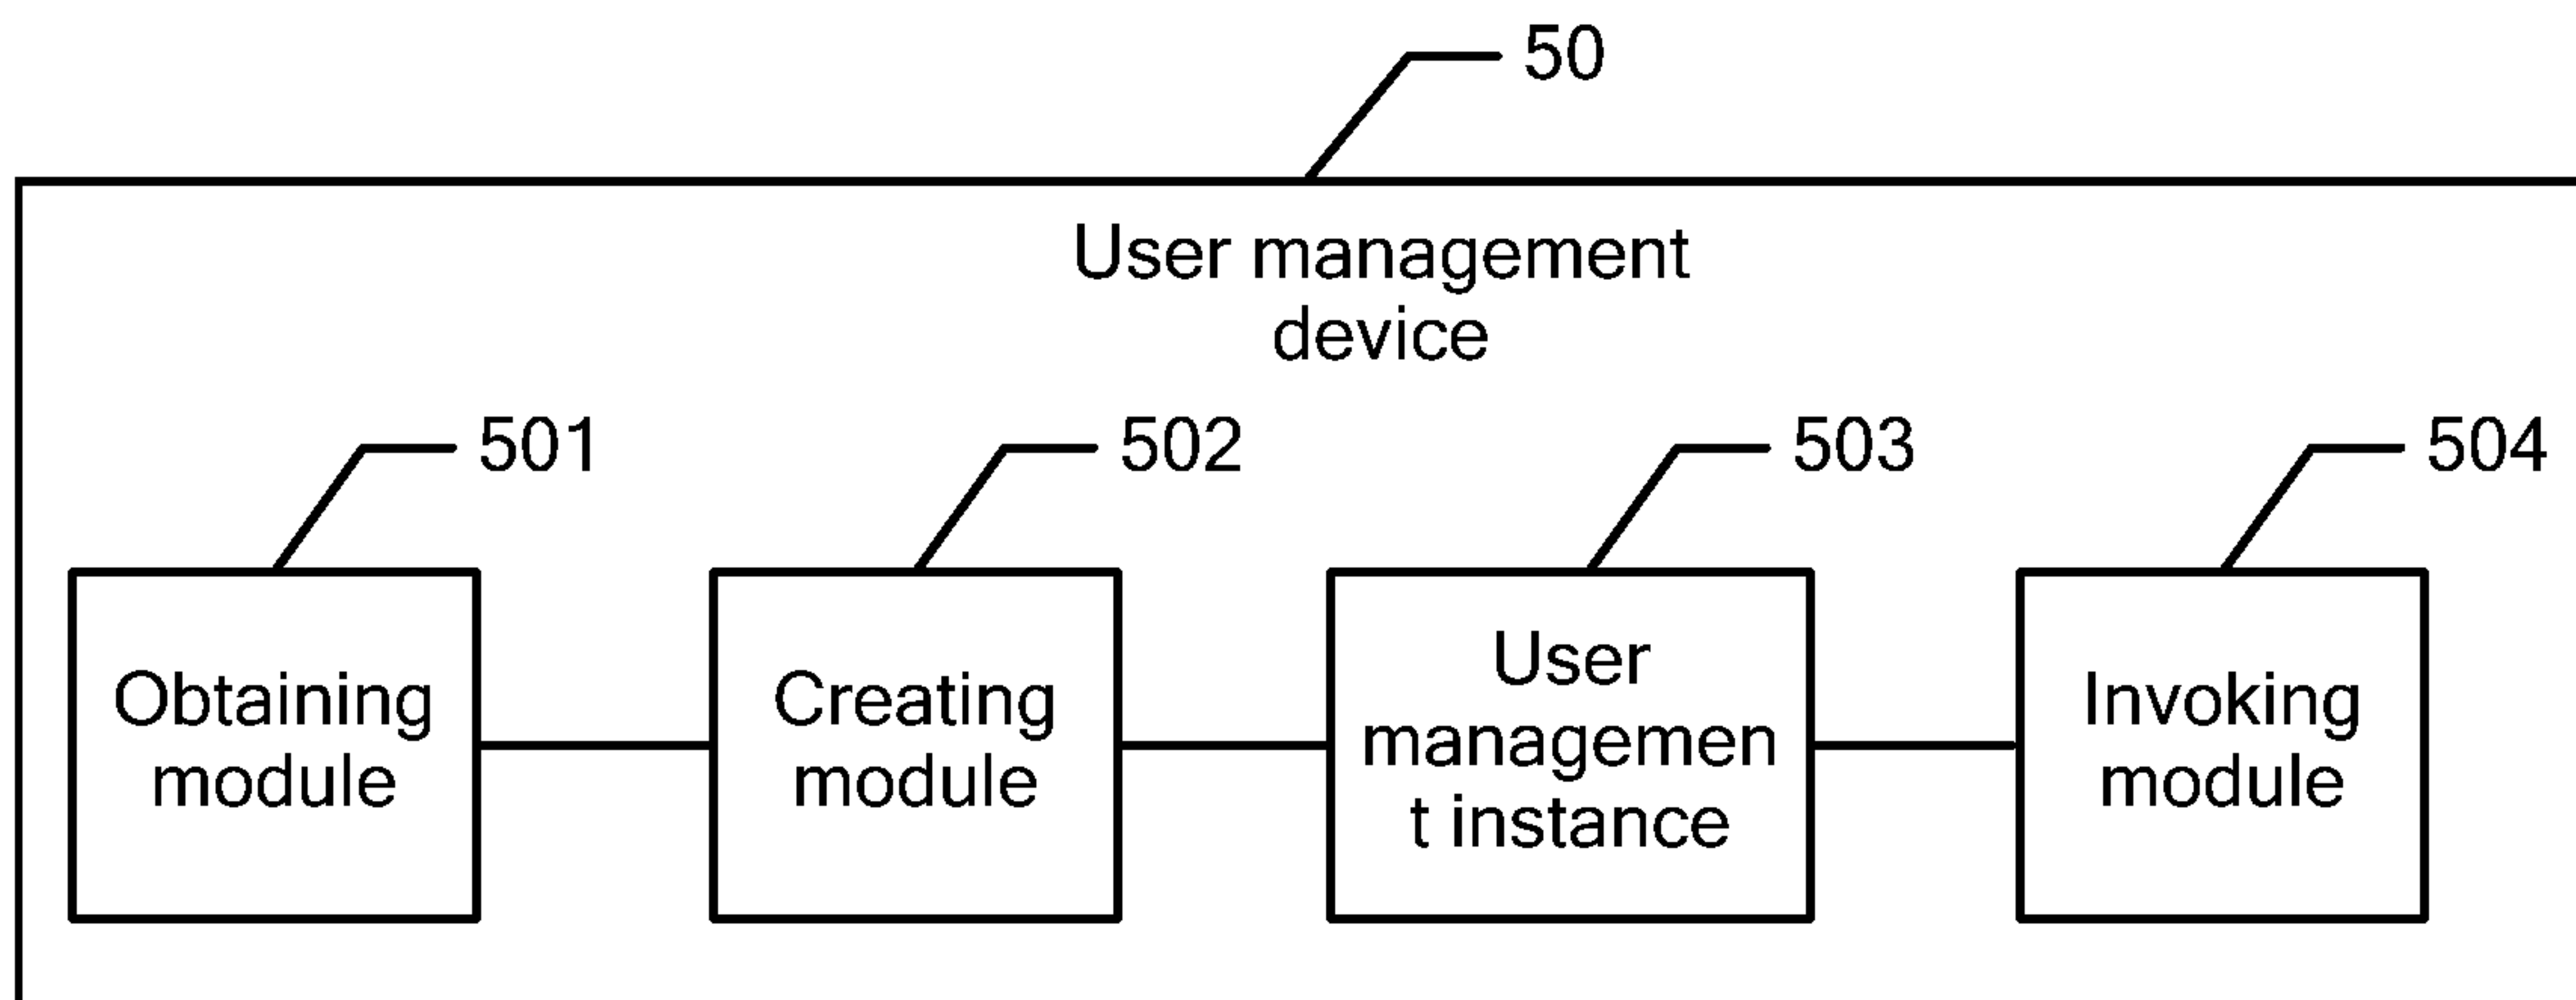 50
User management
device
501
502
503
504
Obtaining
module
Creating
module
User
managemen
t instance
Invoking
module